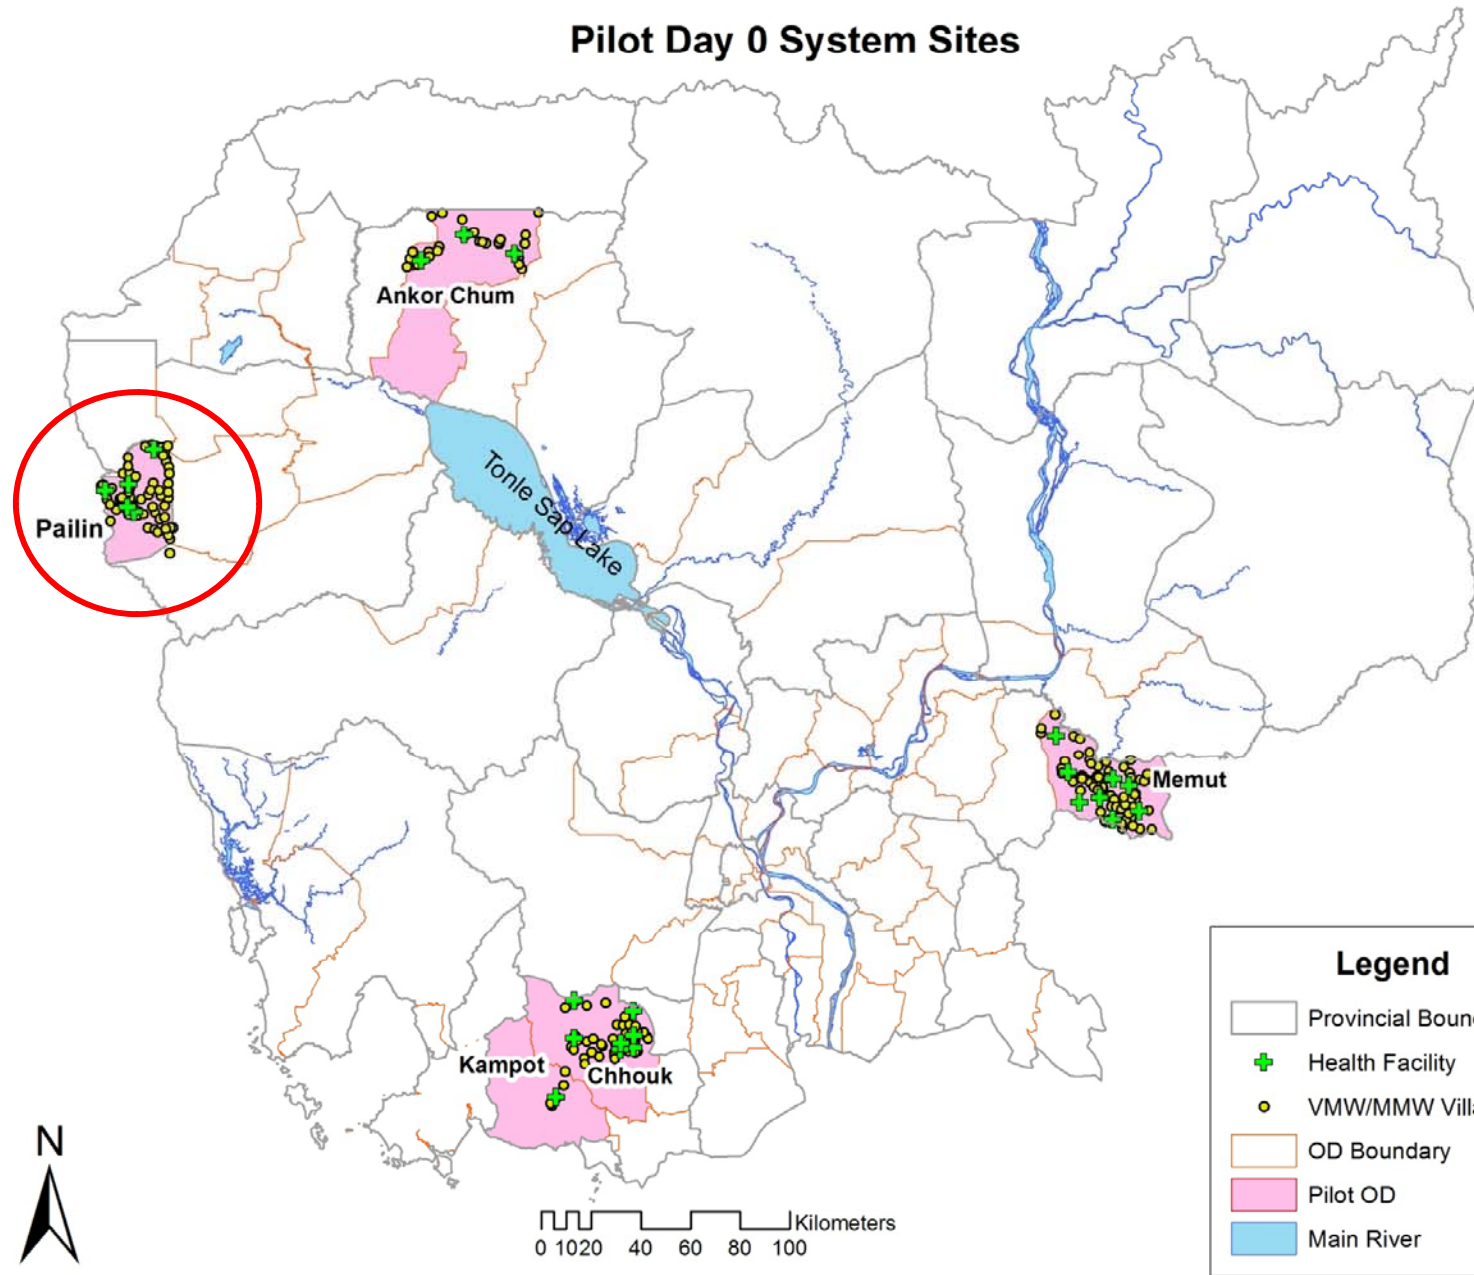 Pilot Day 0 System Sites
Ankor Chum
Tonle Sap Lake
Pailin
Memut
Kampot
Chhouk
N
Kilometers
0 10 20 40 60 80 100
Legend
Provincial Boun
Health Facility
VMW/MMW Vill
OD Boundary
Pilot OD
Main River